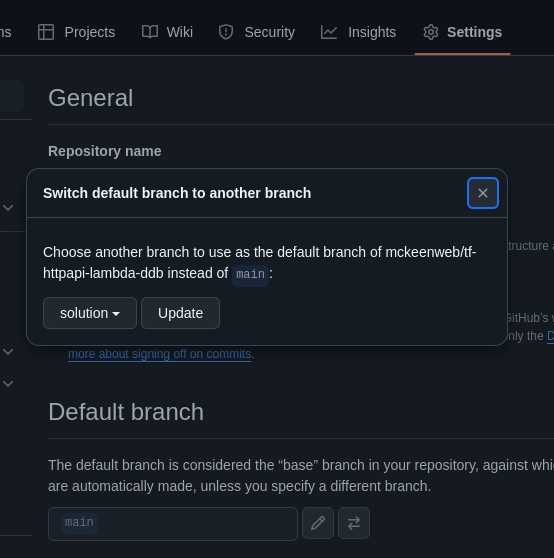 ns Projects Wiki Security Insights Settings
General
Repository name
Switch default branch to another branch
Choose another branch to use as the default branch of mckeenweb/tf-
httpapi-lambda-ddb instead of main:
solution Update
tructure a
GitHub's w
only the D
more about signing off on commits.
Default branch
The default branch is considered the “base” branch in your repository, against whi
are automatically made, unless you specify a different branch.
main